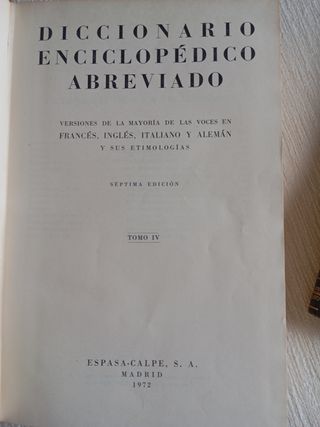 DICCIONARIO
ENCICLOPÉDICO
ABREVIADO
VERSIONES DE LA MAYORÍA DE LAS VOCES EN
FRANCÉS, INGLÉS, ITALIANO Y ALEMÁN
Y SUS ETIMOLOGÍAS
SÉPTIMA EDICIÓN
TOMO IV
ESPASA-CALPE, S. A.
MADRID
1972